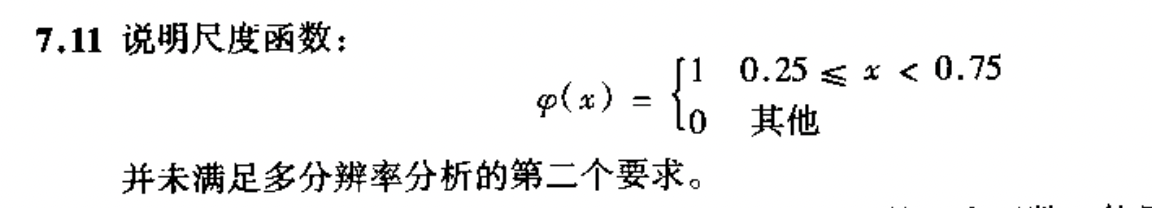 7.11 说明尺度函数：
φ(x) = {1 0.25 ≤ x < 0.75
0 其他
并未满足多分辨率分析的第二个要求。